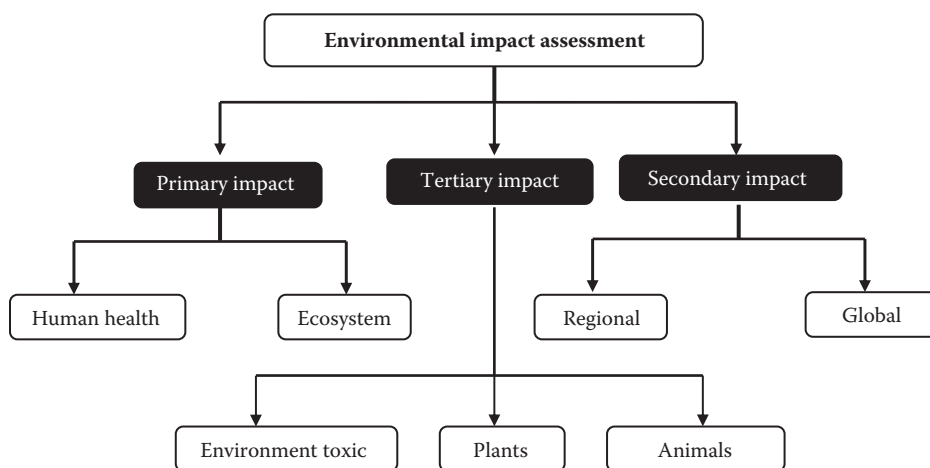 Environmental impact assessment
Primary impact
Tertiary impact
Secondary impact
Human health
Ecosystem
Regional
Global
Environment toxic
Plants
Animals